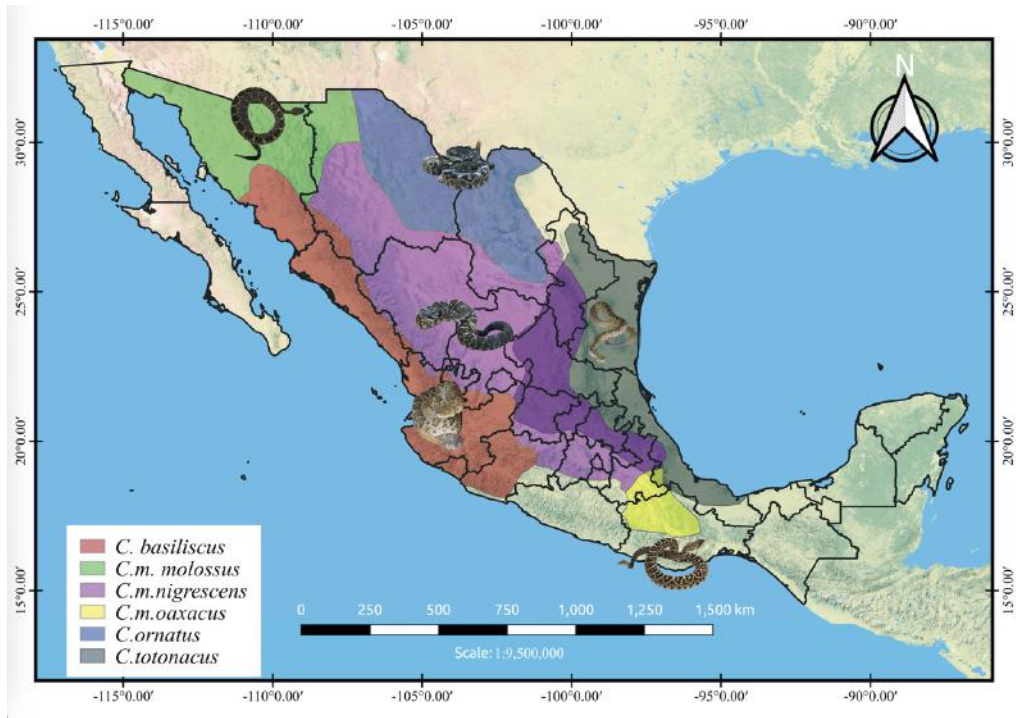 -115°0.00' -110°0.00' -105°0.00' -100°0.00' -95°0.00' -90°0.00'
N
30°0.00' 30°0.00'
25°0.00' 25°0.00'
20°0.00' 20°0.00'
15°0.00' 15°0.00'
C. basiliscus
C.m. molossus
C.m.nigrescens
C.m.oaxacus
C.ornatus
C.totonacus
0 250 500 750 1,000 1,250 1,500 km
Scale: 1:9,500,000
-115°0.00' -110°0.00' -105°0.00' -100°0.00' -95°0.00' -90°0.00'